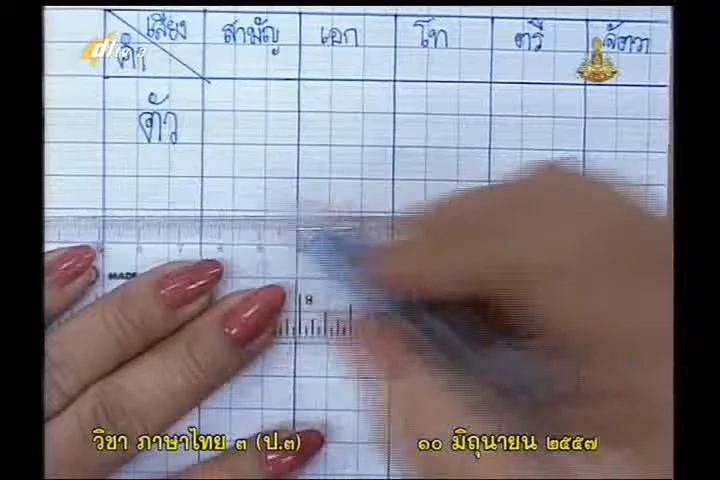 เสียง สามัญ เอก โท ตรี จัตวา
คำ
ตัว
MADE
8
วิชา ภาษาไทย ๓ (ป.๓) ๑๐ มิถุนายน ๒๕๕๗